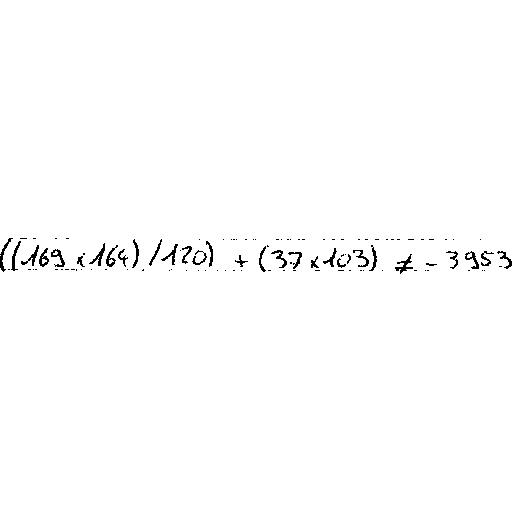 ((169 x 164) / 120) + (37 x 103) ≠ - 3953